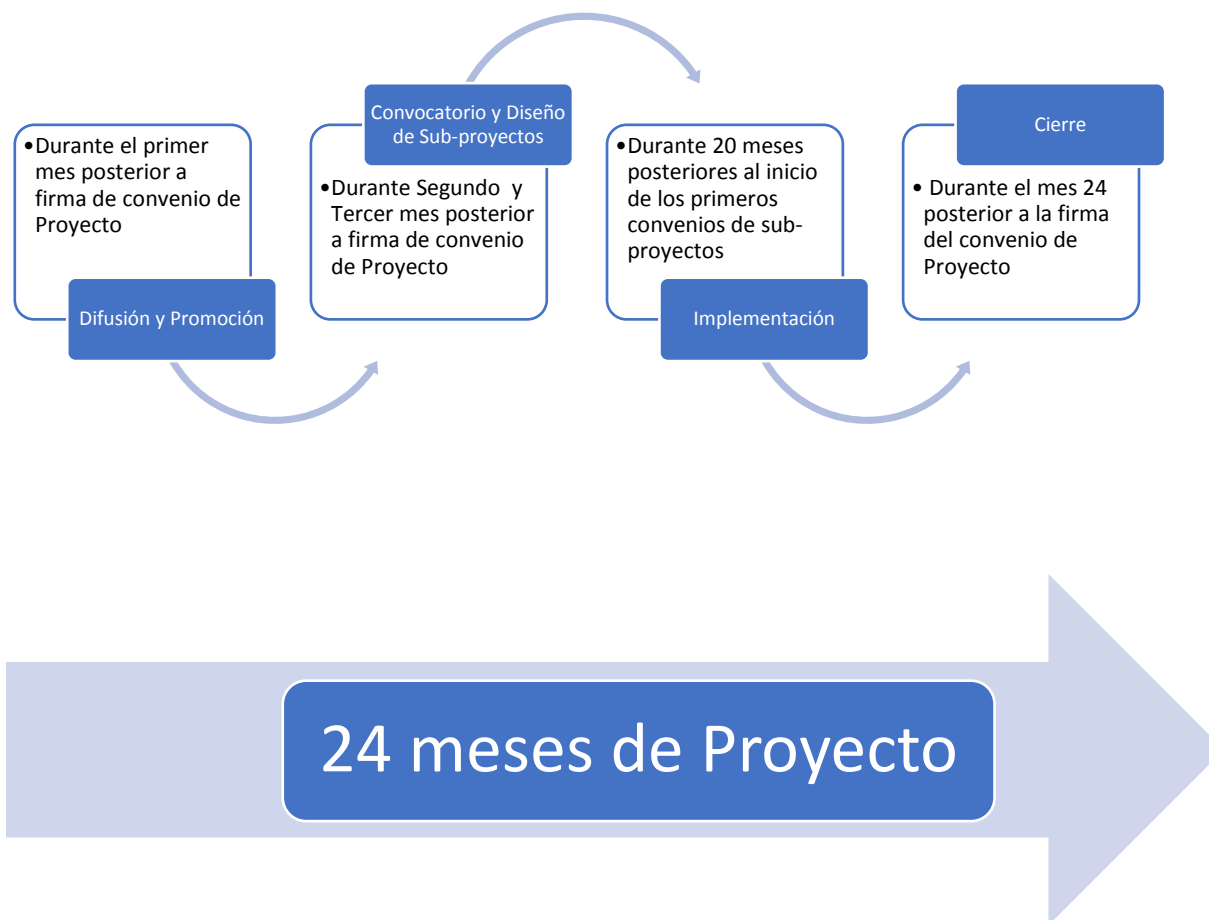 •Durante el primer
mes posterior a
firma de convenio de
Proyecto
Difusión y Promoción
Convocatorio y Diseño
de Sub-proyectos
•Durante Segundo y
Tercer mes posterior
a firma de convenio
de Proyecto
•Durante 20 meses
posteriores al inicio
de los primeros
convenios de sub-
proyectos
Implementación
Cierre
• Durante el mes 24
posterior a la firma
del convenio de
Proyecto
24 meses de Proyecto